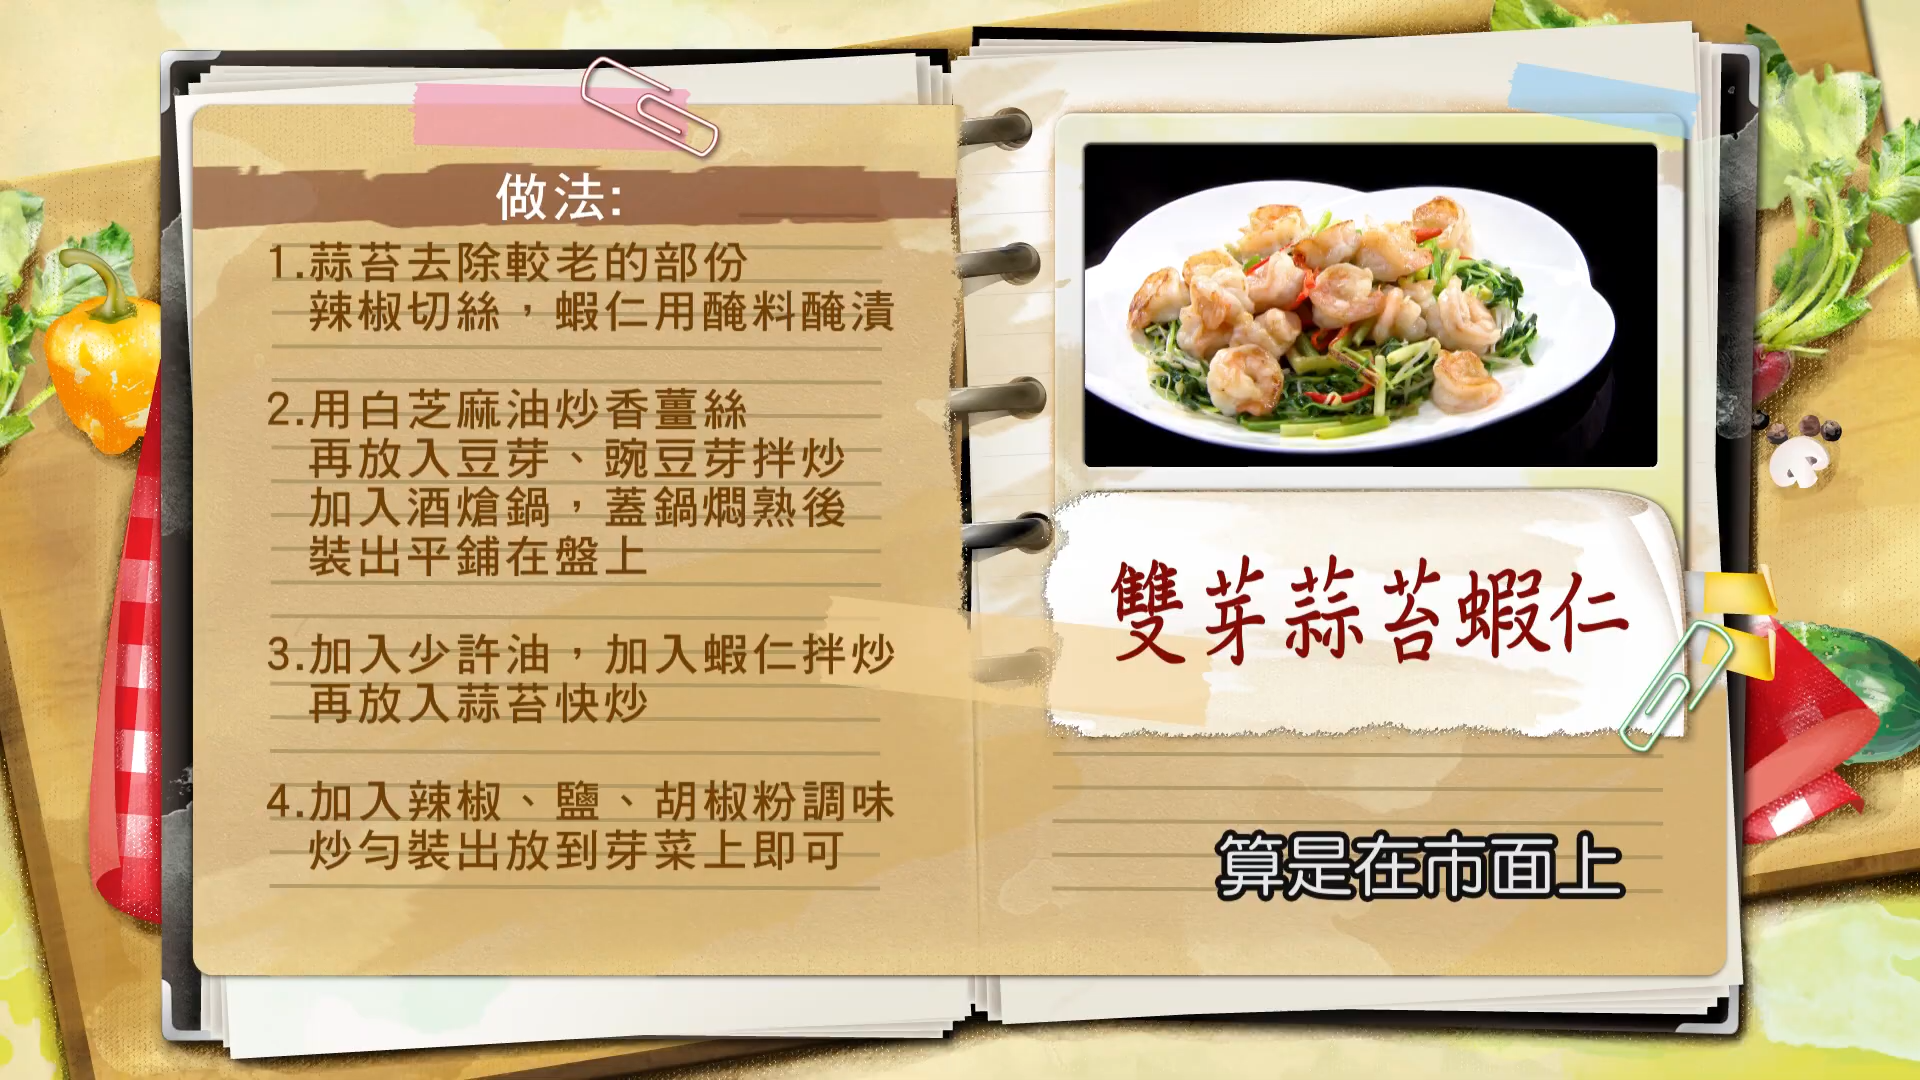 做法:
1.蒜苔去除較老的部份
辣椒切絲，蝦仁用醃料醃漬
2.用白芝麻油炒香薑絲
再放入豆芽、豌豆芽拌炒
加入酒熗鍋，蓋鍋燜熟後
裝出平鋪在盤上
3.加入少許油，加入蝦仁拌炒
再放入蒜苔快炒
4.加入辣椒、鹽、胡椒粉調味
炒勻裝出放到芽菜上即可
雙芽蒜苔蝦仁
算是在市面上